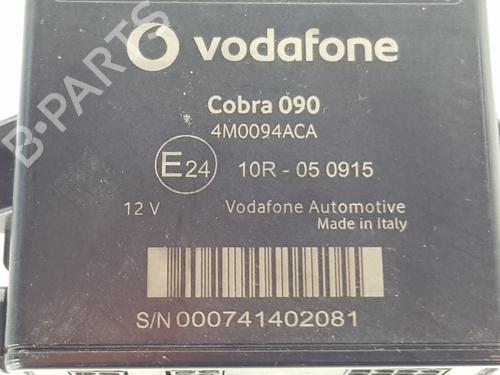 vodafone
Cobra 090
4M0094ACA
E24 10R - 05 0915
12 V Vodafone Automotive
Made in Italy
S/N 000741402081
B-PARTS